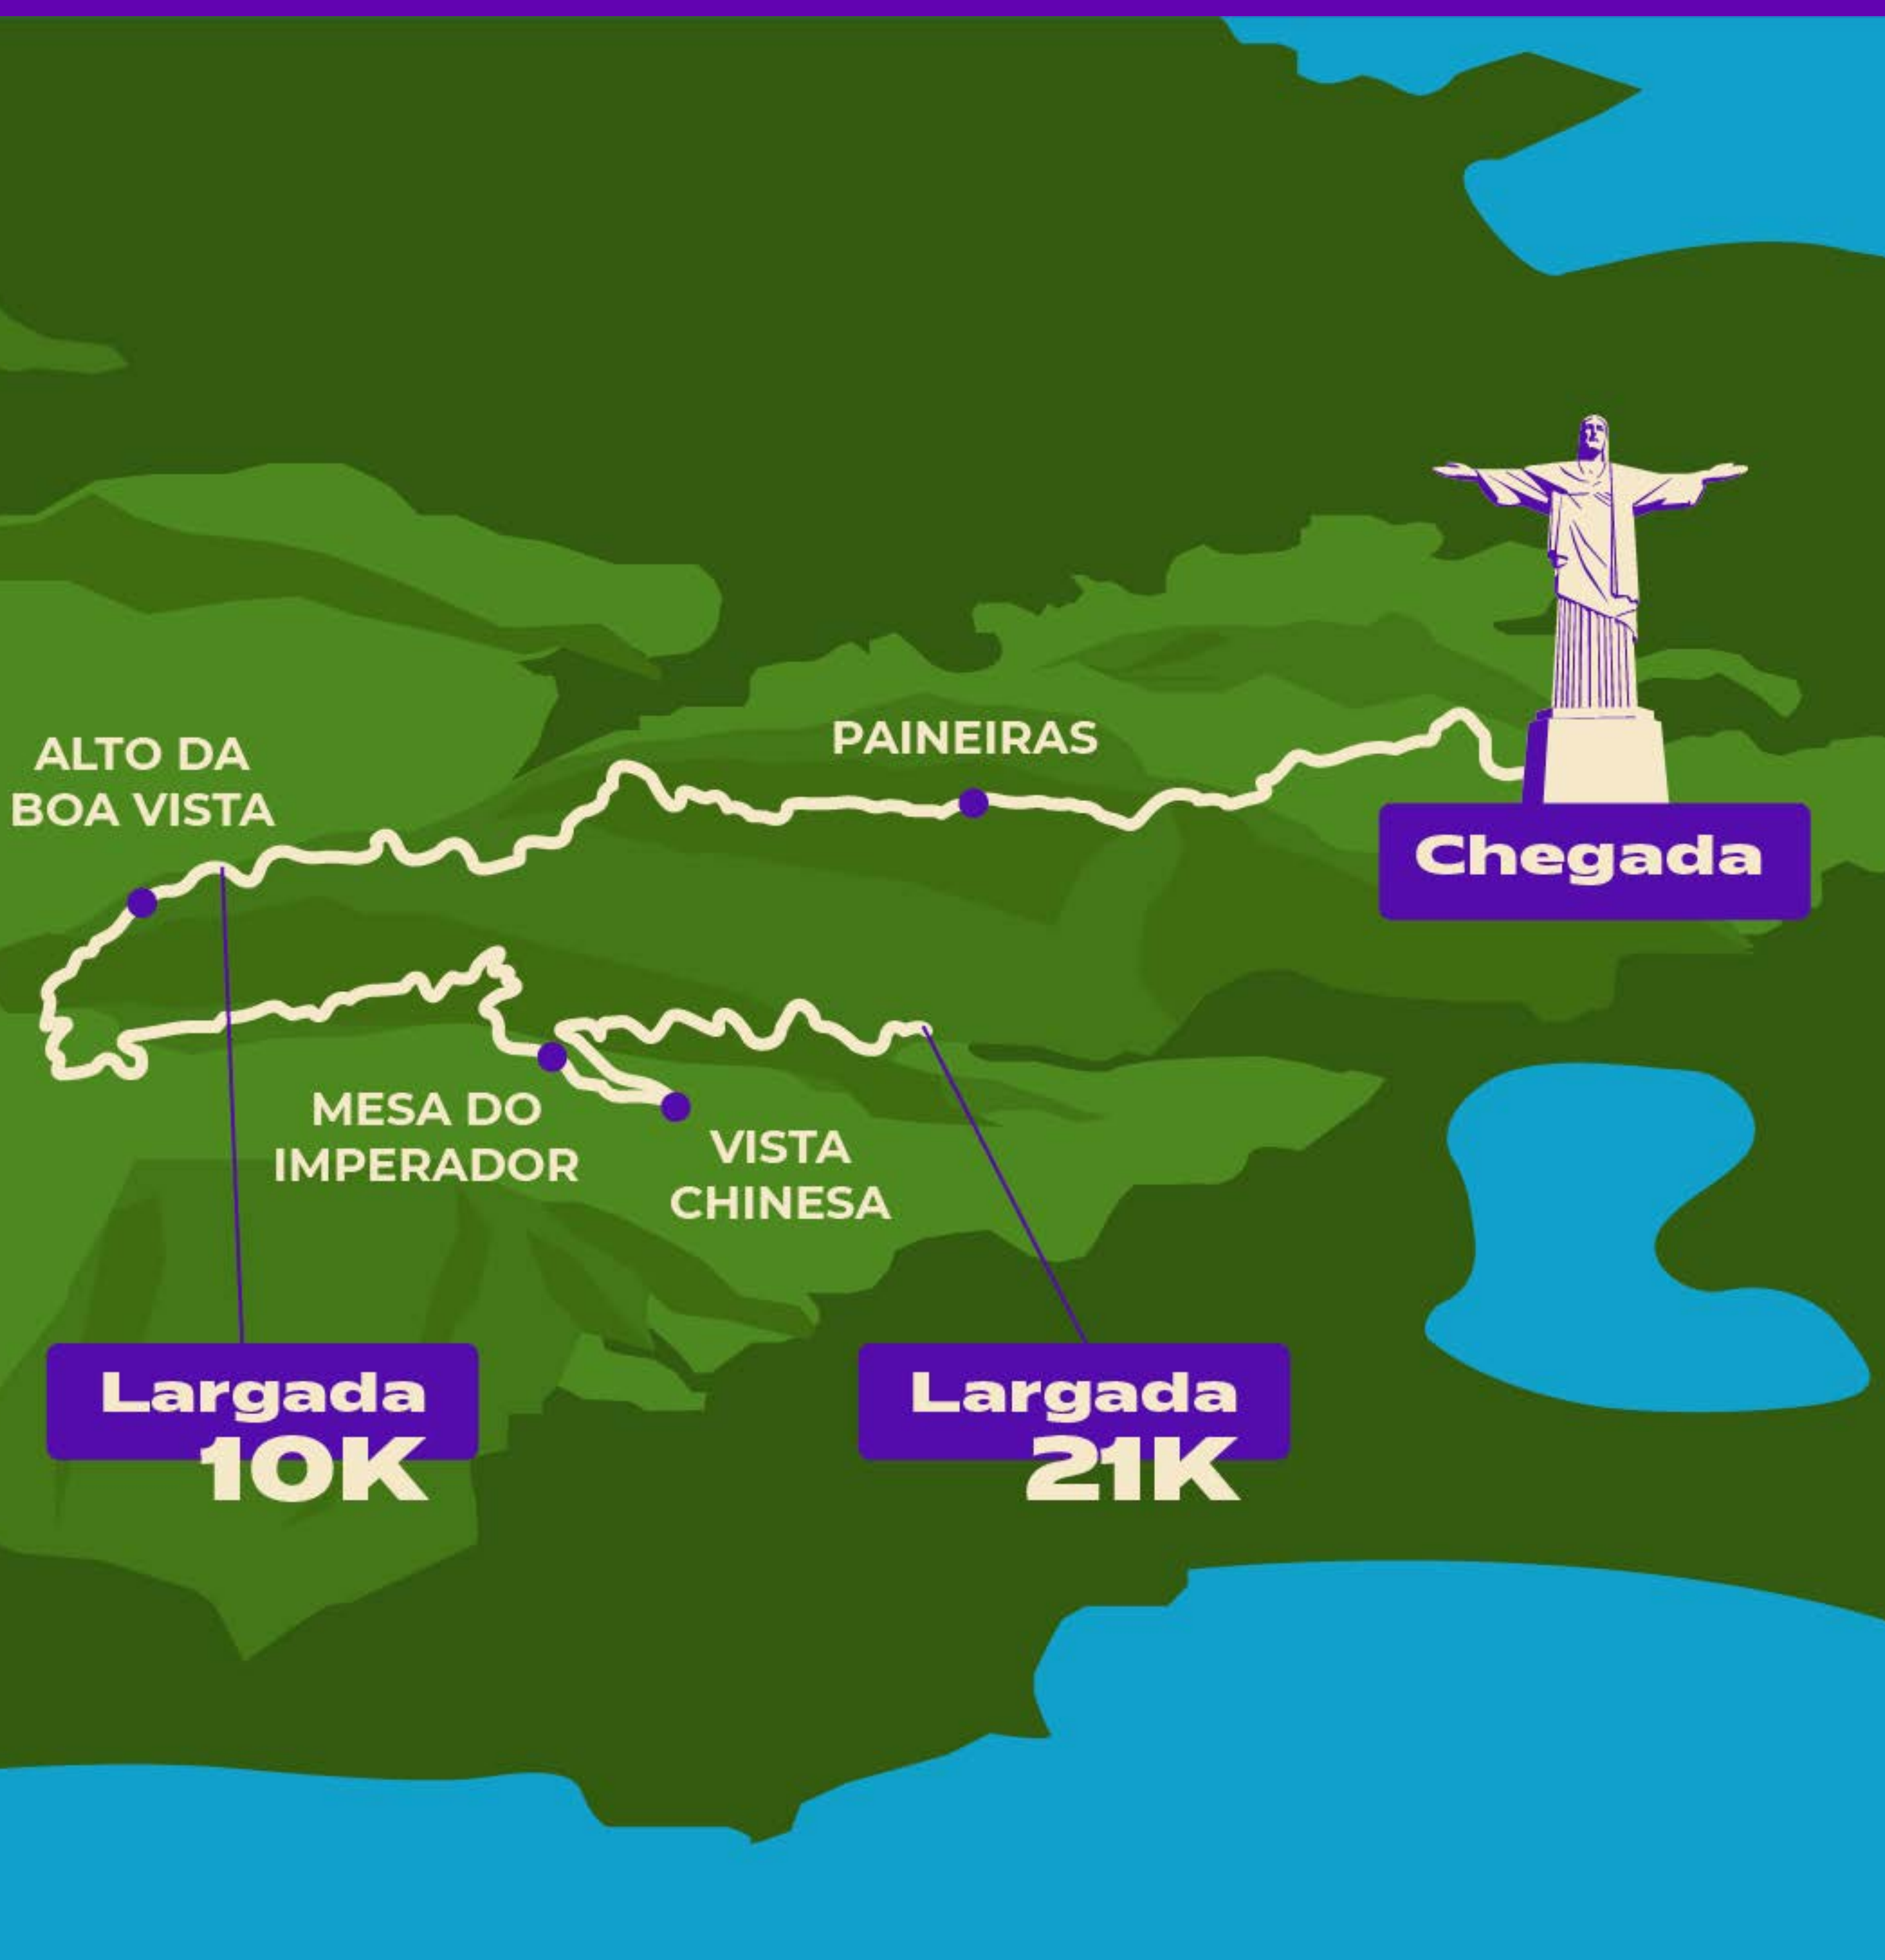 PAINEIRAS
ALTO DA
BOA VISTA
Chegada
MESA DO
IMPERADOR
VISTA
CHINESA
Largada
10K
Largada
21K